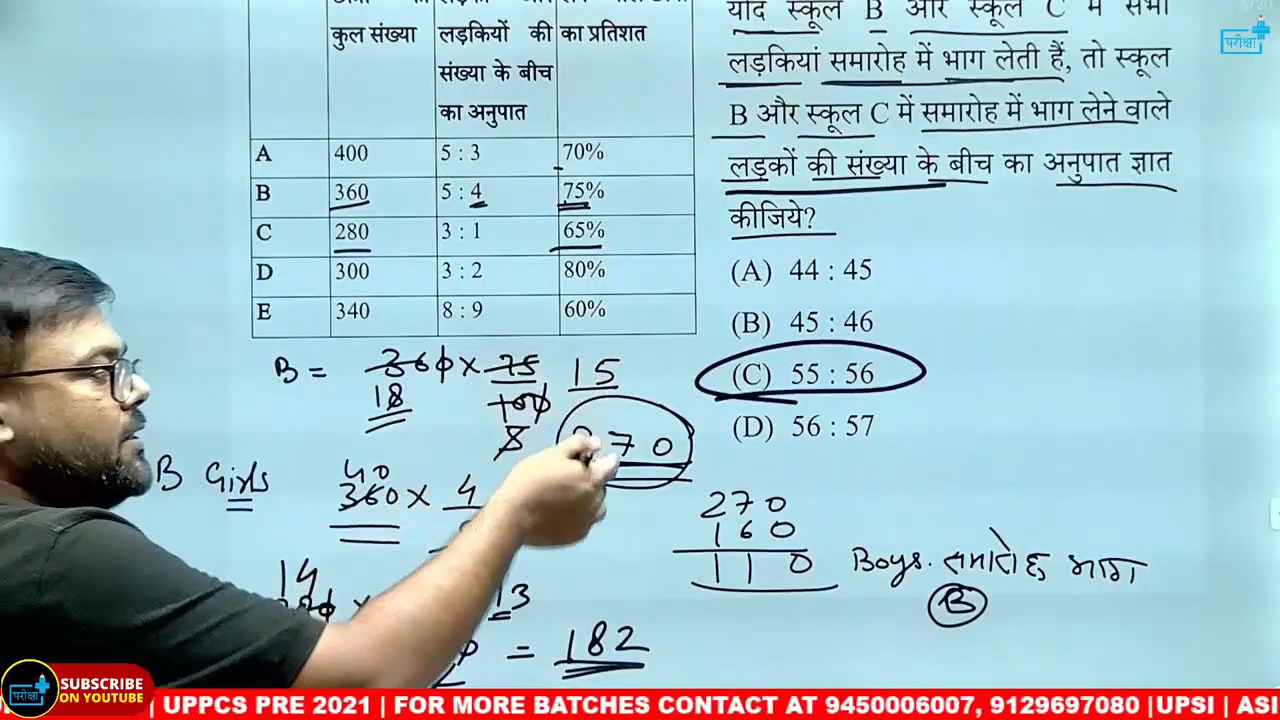 कुल संख्या
लड़कियों की
संख्या के बीच
का अनुपात
का प्रतिशत
A 400 5 : 3 70%
B 360 5 : 4 75%
C 280 3 : 1 65%
D 300 3 : 2 80%
E 340 8 : 9 60%
यदि स्कूल B और स्कूल C में सभी
लड़कियां समारोह में भाग लेती हैं, तो स्कूल
B और स्कूल C में समारोह में भाग लेने वाले
लड़कों की संख्या के बीच का अनुपात ज्ञात
कीजिये?
(A) 44 : 45
(B) 45 : 46
(C) 55 : 56
(D) 56 : 57
B = 360 x 75 15
18 100
70
B Girls 40
360 x 4
14
13
= 182
270
160
110 Boys. समारोह भाग
B
परीक्षा
परीक्षा
SUBSCRIBE
ON YOUTUBE
| UPPCS PRE 2021 | FOR MORE BATCHES CONTACT AT 9450006007, 9129697080 |UPSI | ASI